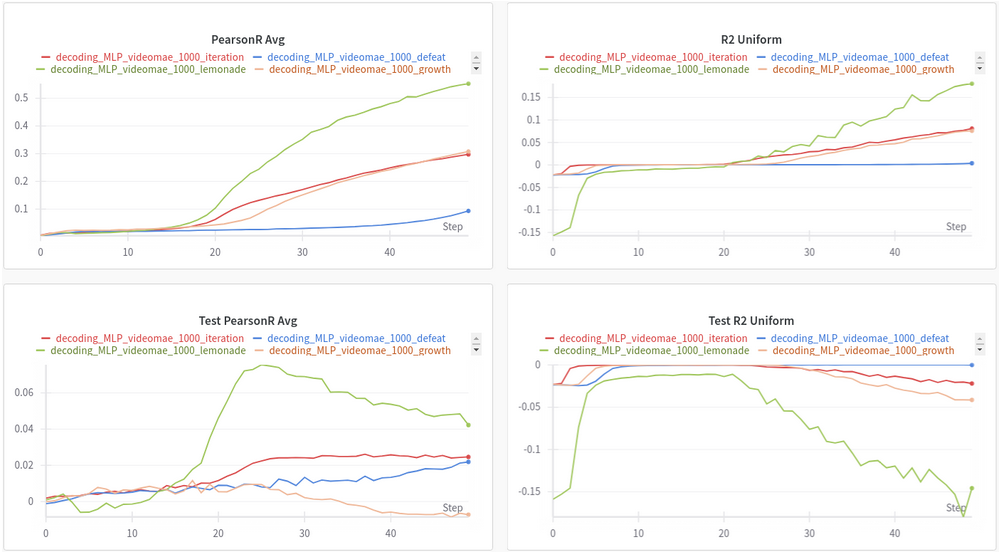 PearsonR Avg
decoding_MLP_videomae_1000_iteration decoding_MLP_videomae_1000_defeat
decoding_MLP_videomae_1000_lemonade decoding_MLP_videomae_1000_growth
0.5
0.4
0.3
0.2
0.1
Step
0 10 20 30 40
R2 Uniform
decoding_MLP_videomae_1000_iteration decoding_MLP_videomae_1000_defeat
decoding_MLP_videomae_1000_lemonade decoding_MLP_videomae_1000_growth
0.15
0.1
0.05
0
-0.05
-0.1
-0.15
Step
0 10 20 30 40
Test PearsonR Avg
decoding_MLP_videomae_1000_iteration decoding_MLP_videomae_1000_defeat
decoding_MLP_videomae_1000_lemonade decoding_MLP_videomae_1000_growth
0.06
0.04
0.02
0
Step
0 10 20 30 40
Test R2 Uniform
decoding_MLP_videomae_1000_iteration decoding_MLP_videomae_1000_defeat
decoding_MLP_videomae_1000_lemonade decoding_MLP_videomae_1000_growth
0
-0.05
-0.1
-0.15
Step
0 10 20 30 40